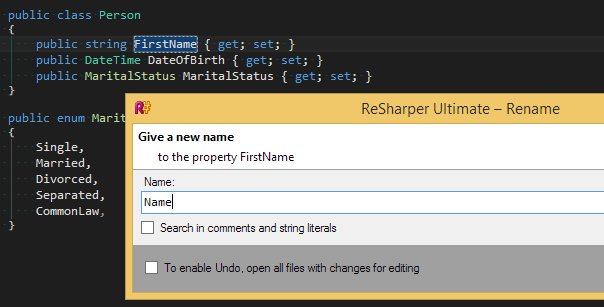 public class Person
{
public string FirstName { get; set; }
public DateTime DateOfBirth { get; set; }
public MaritalStatus MaritalStatus { get; set; }
}
public enum Marit
{
Single,
Married,
Divorced,
Separated,
CommonLaw,
}
R# ReSharper Ultimate – Rename
Give a new name
to the property FirstName
Name:
Name
Search in comments and string literals
To enable Undo, open all files with changes for editing